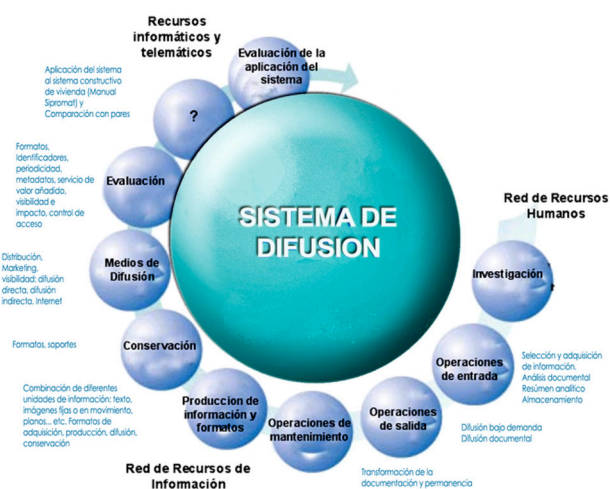 Recursos
informáticos y
telemáticos
Evaluación de la
aplicación del
sistema
Aplicación del sistema
al sistema constructivo
de vivienda (Manual
Sipromat) y
Comparación con pares
?
Formatos,
Identificadores,
periodicidad,
metadatos, servicio de
valor añadido,
visibilidad e
impacto, control de
acceso
Evaluación
SISTEMA DE
DIFUSION
Red de Recursos
Humanos
Distribución,
Marketing,
visibilidad: difusión
directa, difusión
indirecta. Internet
Medios de
Difusión
Investigación
Formatos, soportes
Conservación
Operaciones
de entrada
Selección y adquisición
de información.
Análisis documental
Resúmen analítico
Almacenamiento
Combinación de diferentes
unidades de información: texto,
imágenes fijas o en movimiento,
planos... etc. Formatos de
adquisición, producción, difusión,
conservación
Produccion de
información y
formatos
Operaciones de
mantenimiento
Operaciones
de salida
Difusión bajo demanda
Difusión documental
Red de Recursos de
Información
Transformación de la
documentación y permanencia